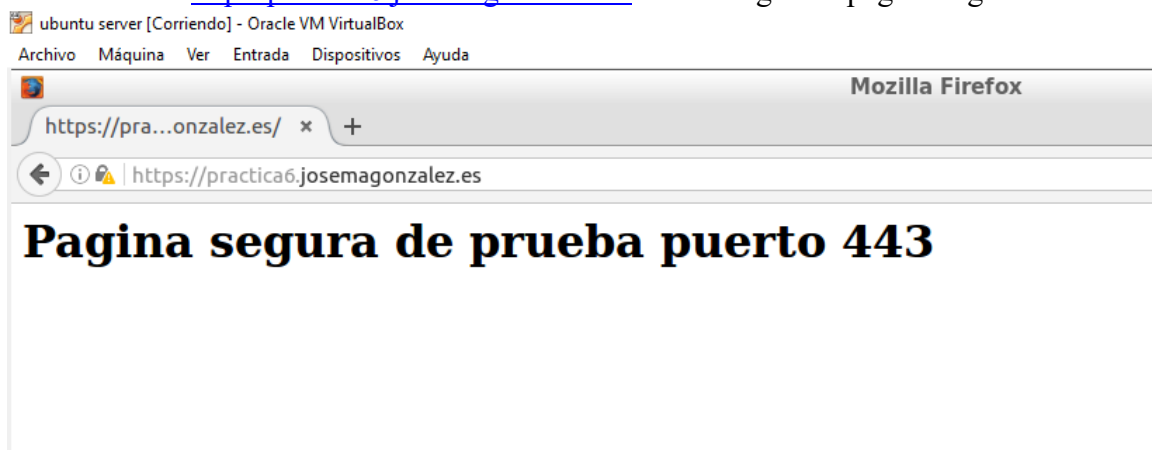 ubuntu server [Corriendo] - Oracle VM VirtualBox
Archivo Máquina Ver Entrada Dispositivos Ayuda
Mozilla Firefox
https://pra...onzalez.es/ × +
https://practica6.josemagonzalez.es
Pagina segura de prueba puerto 443